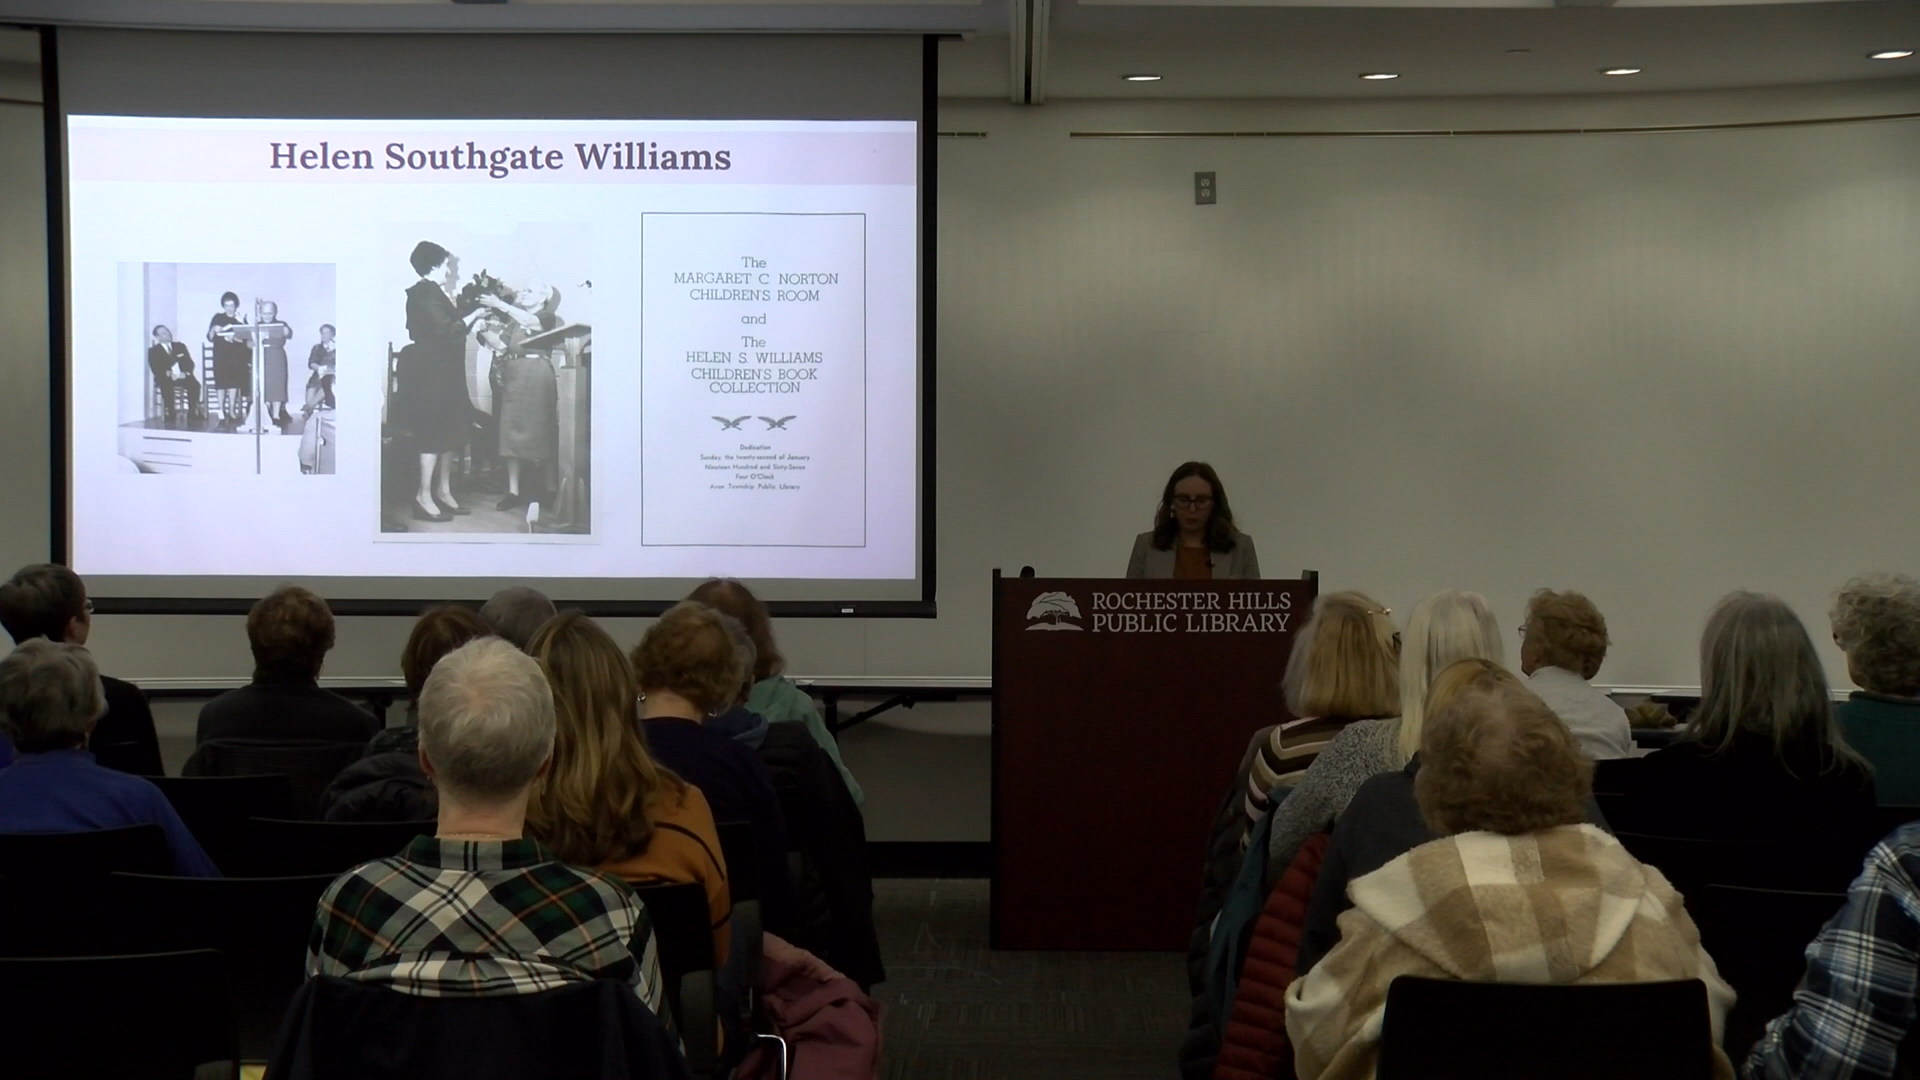 Helen Southgate Williams
The
MARGARET C. NORTON
CHILDREN'S ROOM
and
The
HELEN S. WILLIAMS
CHILDREN'S BOOK
COLLECTION
Dedication
Sunday, the twenty-second of January
Nineteen Hundred and Sixty-Seven
Four O'Clock
Avon Township Public Library
ROCHESTER HILLS
PUBLIC LIBRARY